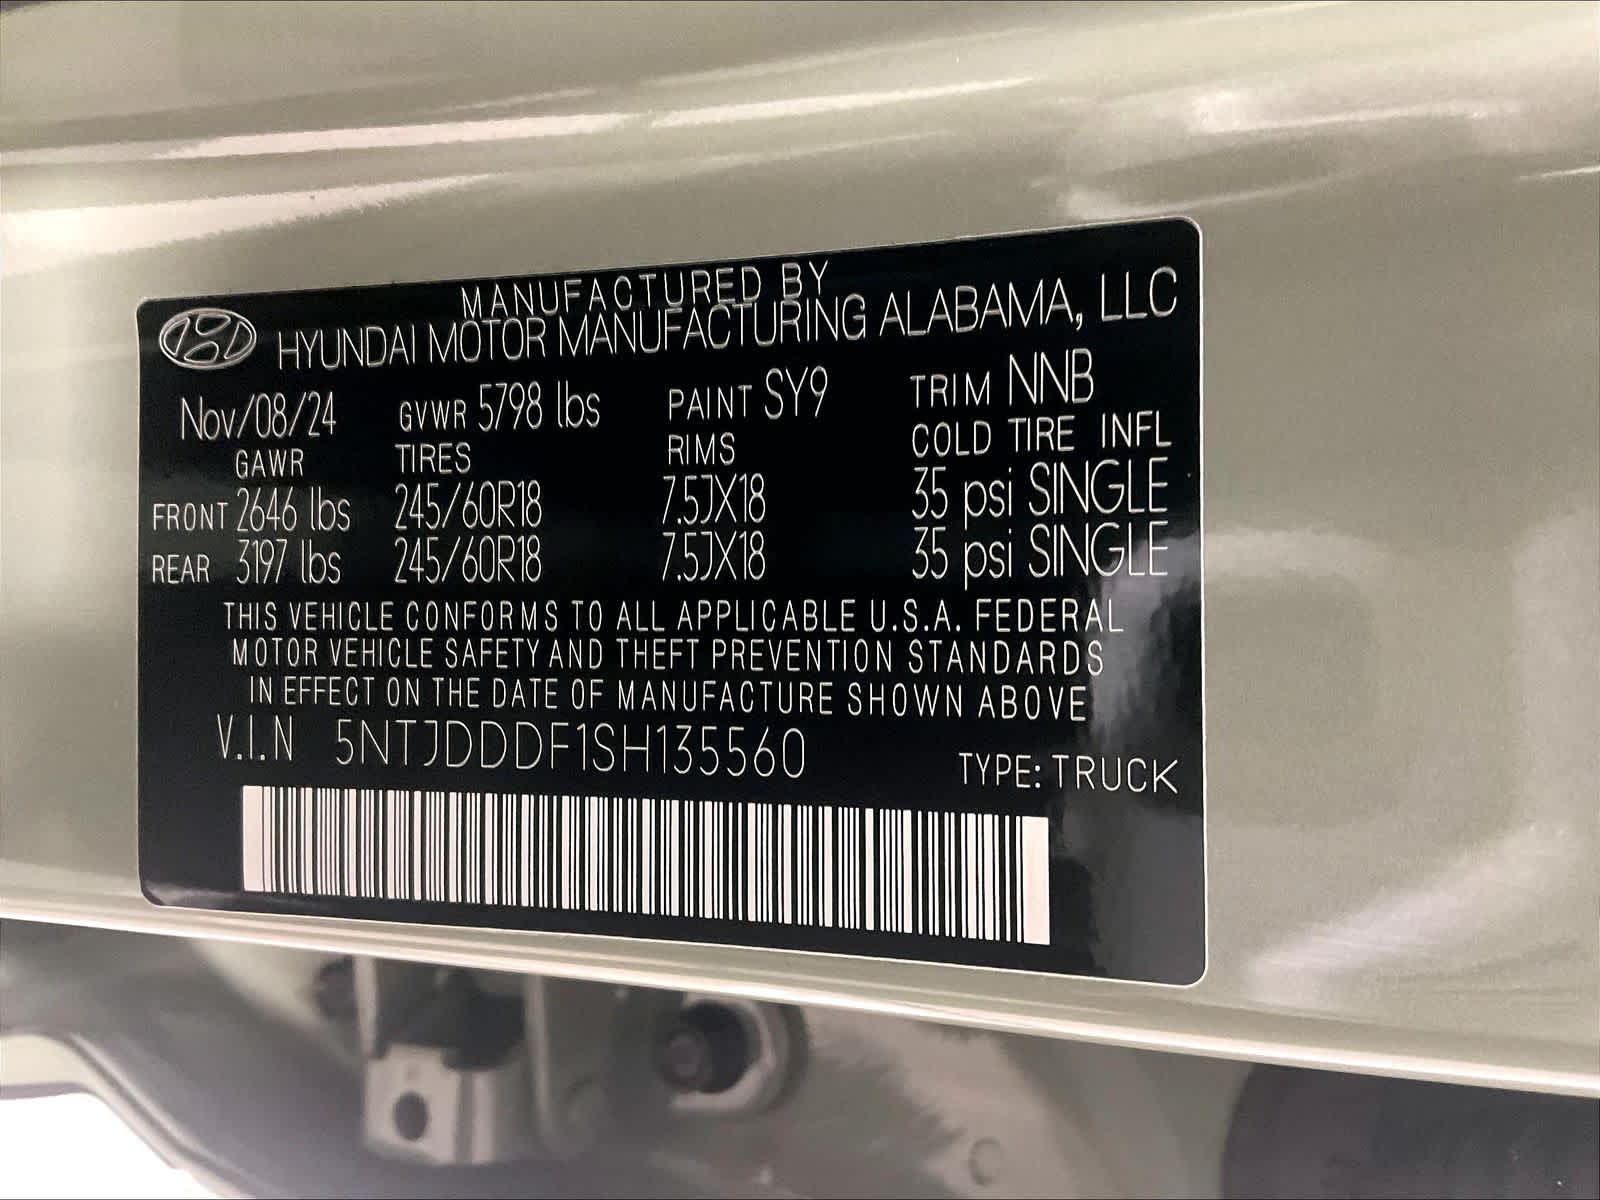 MANUFACTURED BY
HYUNDAI MOTOR MANUFACTURING ALABAMA, LLC
Nov/08/24 GVWR 5798 lbs PAINT SY9 TRIM NNB
GAWR TIRES RIMS COLD TIRE INFL
FRONT 2646 lbs 245/60R18 7.5JX18 35 psi SINGLE
REAR 3197 lbs 245/60R18 7.5JX18 35 psi SINGLE
THIS VEHICLE CONFORMS TO ALL APPLICABLE U.S.A. FEDERAL
MOTOR VEHICLE SAFETY AND THEFT PREVENTION STANDARDS
IN EFFECT ON THE DATE OF MANUFACTURE SHOWN ABOVE
V.I.N 5NTJDDDF1SH135560 TYPE: TRUCK